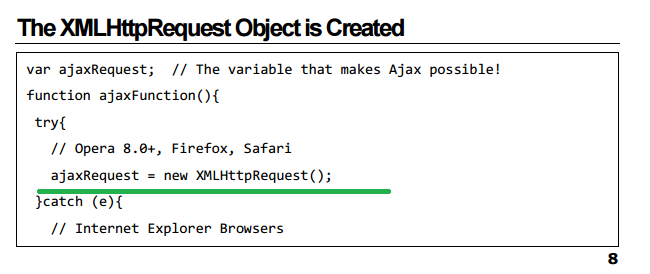 The XMLHttpRequest Object is Created
var ajaxRequest;  // The variable that makes Ajax possible!
function ajaxFunction(){
 try{
   // Opera 8.0+, Firefox, Safari
   ajaxRequest = new XMLHttpRequest();
 }catch (e){
   // Internet Explorer Browsers
8